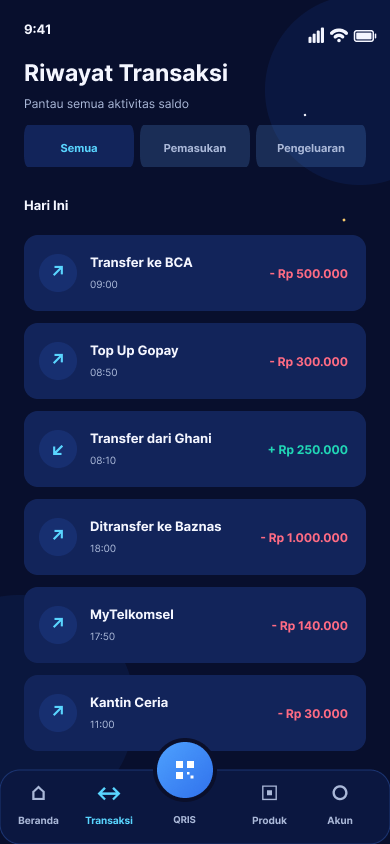 9:41
Riwayat Transaksi
Pantau semua aktivitas saldo
Semua Pemasukan Pengeluaran
Hari Ini
Transfer ke BCA
- Rp 500.000
09:00
Top Up Gopay
- Rp 300.000
08:50
Transfer dari Ghani
+ Rp 250.000
08:10
Ditransfer ke Baznas
- Rp 1.000.000
18:00
MyTelkomsel
- Rp 140.000
17:50
Kantin Ceria
- Rp 30.000
11:00
Beranda Transaksi QRIS Produk Akun